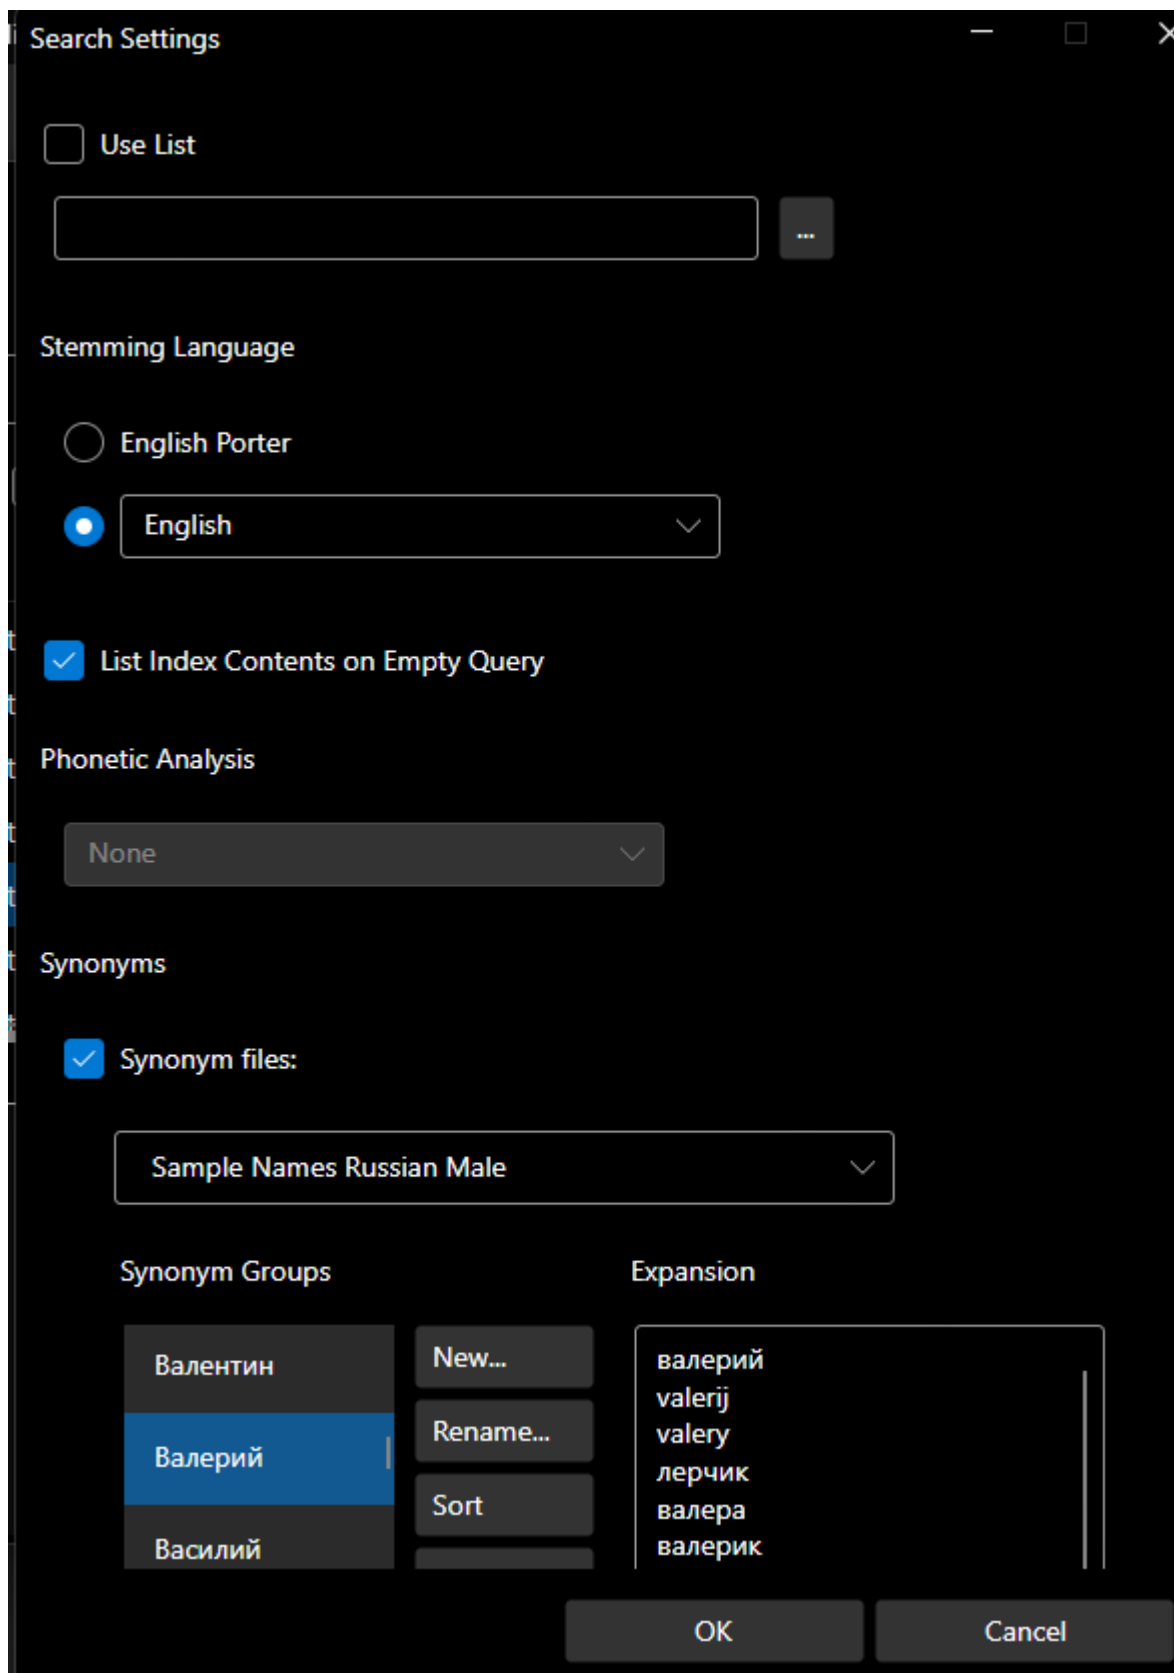 Search Settings
Use List
...
Stemming Language
English Porter
English
List Index Contents on Empty Query
Phonetic Analysis
None
Synonyms
Synonym files:
Sample Names Russian Male
Synonym Groups
Expansion
Валентин
Валерий
Василий
New...
Rename...
Sort
валерий
valerij
valery
лерчик
валера
валерик
OK
Cancel